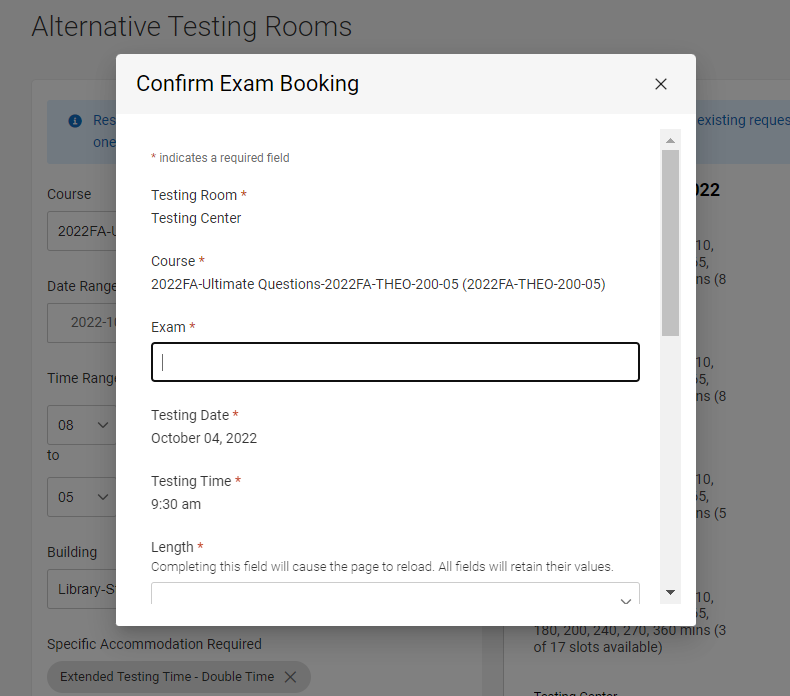 Alternative Testing Rooms
Confirm Exam Booking
* indicates a required field
Testing Room *
Testing Center
Course *
2022FA-Ultimate Questions-2022FA-THEO-200-05 (2022FA-THEO-200-05)
Exam *
Testing Date *
October 04, 2022
Testing Time *
9:30 am
Length *
Completing this field will cause the page to reload. All fields will retain their values.
existing reques
one
Course
2022FA-U
Date Range
2022-10
Time Range
08
to
05
Building
Library-S
Specific Accommodation Required
Extended Testing Time - Double Time
022
10,
5,
ns (8
10,
5,
ns (8
10,
5,
ns (5
10,
5,
180, 200, 240, 270, 360 mins (3
of 17 slots available)
Testing Center